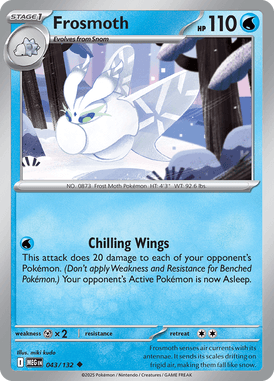 STAGE 1 Frosmoth HP 110
Evolves from Snom
NO. 0873 Frost Moth Pokémon HT: 4'3" WT: 92.6 lbs.
Chilling Wings
This attack does 20 damage to each of your opponent's
Pokémon. (Don't apply Weakness and Resistance for Benched
Pokémon.) Your opponent's Active Pokémon is now Asleep.
weakness ×2 resistance retreat
Illus. miki kudo
I MEG EN 043/132
Frosmoth senses air currents with its
antennae. It sends its scales drifting on
frigid air, making them fall like snow.
©2025 Pokémon / Nintendo / Creatures / GAME FREAK